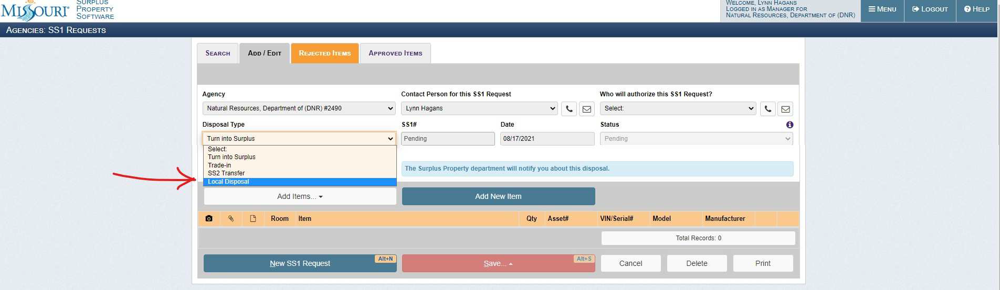 MISSOURI®
SURPLUS
PROPERTY
SOFTWARE
WELCOME, LYNN HAGANS
LOGGED IN AS MANAGER FOR
NATURAL RESOURCES, DEPARTMENT OF (DNR)
MENU
LOGOUT
HELP
AGENCIES: SS1 REQUESTS
SEARCH
ADD / EDIT
REJECTED ITEMS
APPROVED ITEMS
Agency
Contact Person for this SS1 Request
Who will authorize this SS1 Request?
Natural Resources, Department of (DNR) #2490
Lynn Hagans
Select:
Disposal Type
SS1#
Date
Status
Turn into Surplus
Pending
08/17/2021
Pending
Select:
Turn into Surplus
Trade-in
SS2 Transfer
Local Disposal
The Surplus Property department will notify you about this disposal.
Add Items...
Add New Item
Room
Item
Qty
Asset#
VIN/Serial#
Model
Manufacturer
Total Records: 0
New SS1 Request
Alt+N
Save...
Alt+S
Cancel
Delete
Print